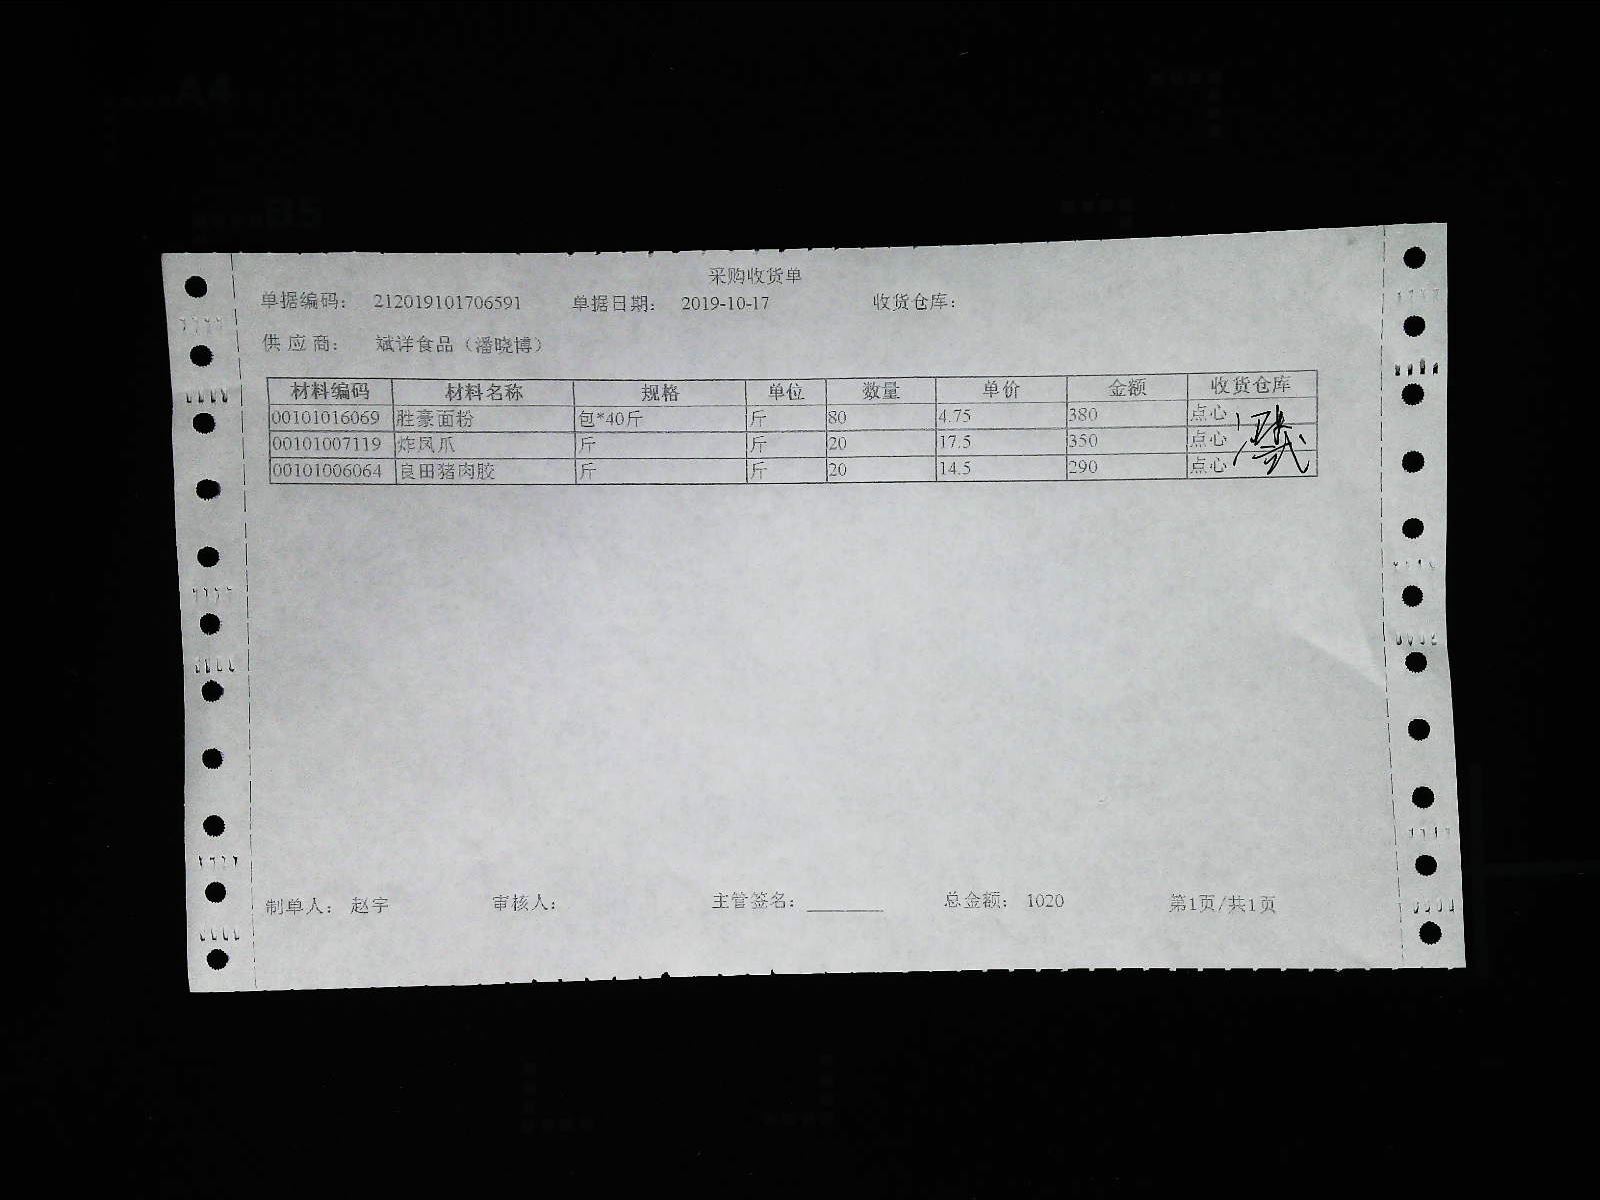 采购收货单
单据编码: 212019101706591 单据日期: 2019-10-17 收货仓库:
供应商: 斌详食品（潘晓博）
材料编码 材料名称 规格 单位 数量 单价 金额 收货仓库
00101016069 胜豪面粉 包*40斤 斤 80 4.75 380 点心
00101007119 炸凤爪 斤 斤 20 17.5 350 点心
00101006064 良田猪肉胶 斤 斤 20 14.5 290 点心
制单人: 赵宇 审核人: 主管签名: ________ 总金额: 1020 第1页/共1页